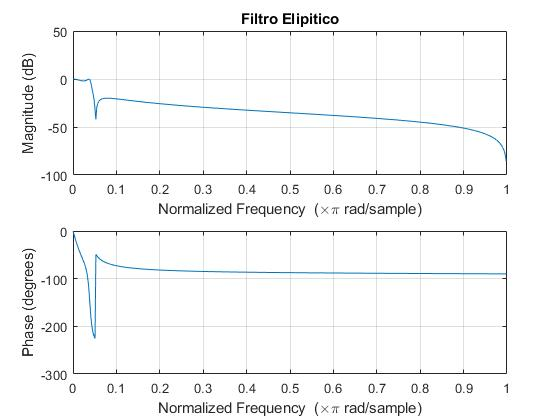 Filtro Elipitico
Magnitude (dB)
50
0
-50
-100
0 0.1 0.2 0.3 0.4 0.5 0.6 0.7 0.8 0.9 1
Normalized Frequency (×π rad/sample)
Phase (degrees)
0
-100
-200
-300
0 0.1 0.2 0.3 0.4 0.5 0.6 0.7 0.8 0.9 1
Normalized Frequency (×π rad/sample)